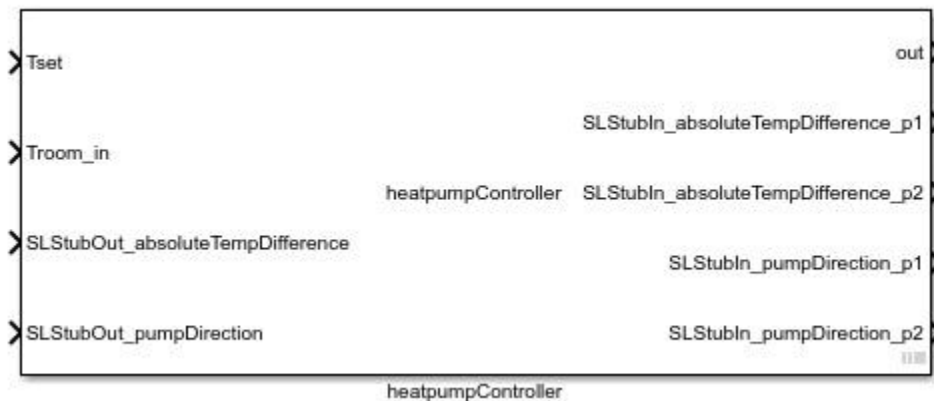 Tset
out
SLStubIn_absoluteTempDifference_p1
Troom_in
heatpumpController
SLStubIn_absoluteTempDifference_p2
SLStubOut_absoluteTempDifference
SLStubIn_pumpDirection_p1
SLStubOut_pumpDirection
SLStubIn_pumpDirection_p2
heatpumpController